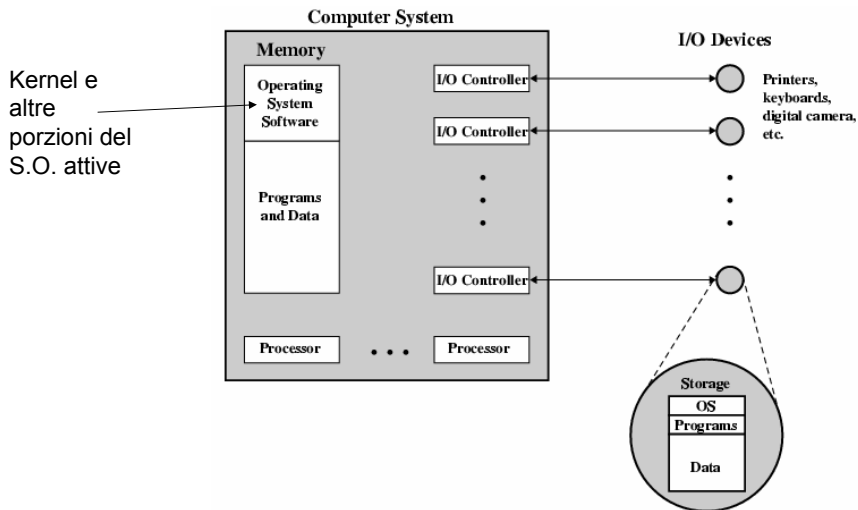 Computer System
I/O Devices
Memory
Kernel e
altre
porzioni del
S.O. attive
Operating
System
Software
Programs
and Data
I/O Controller
I/O Controller
I/O Controller
Printers,
keyboards,
digital camera,
etc.
Processor
Processor
Storage
OS
Programs
Data